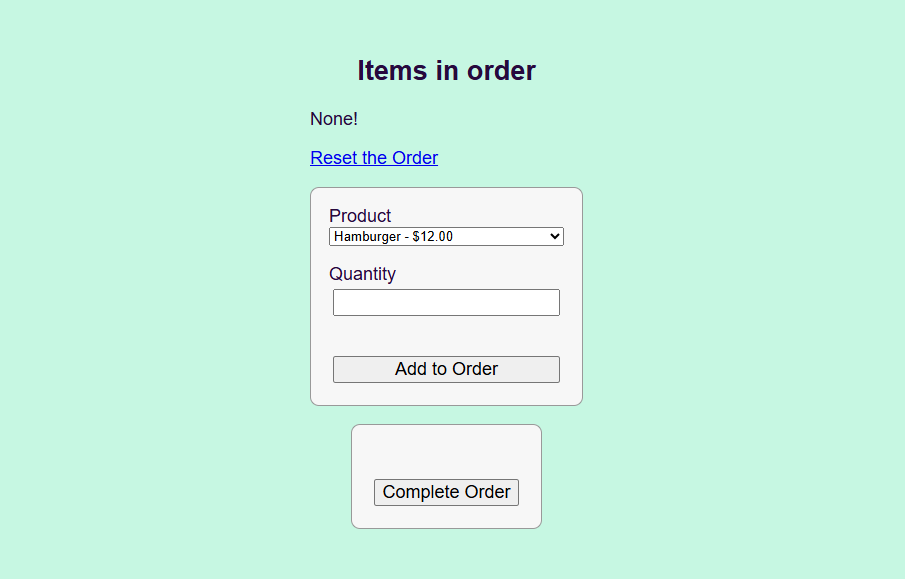 Items in order
None!
Reset the Order
Product
Hamburger - $12.00
Quantity
Add to Order
Complete Order